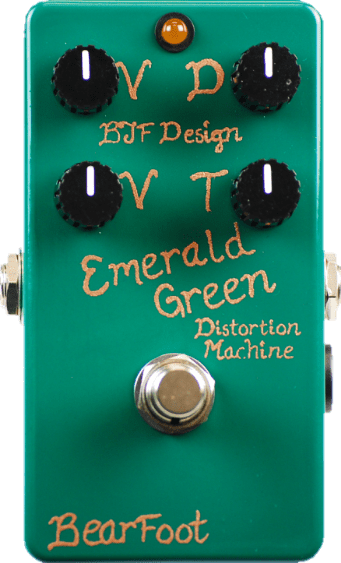 V D
BJF Design
V T
Emerald
Green
Distortion
Machine
BearFoot